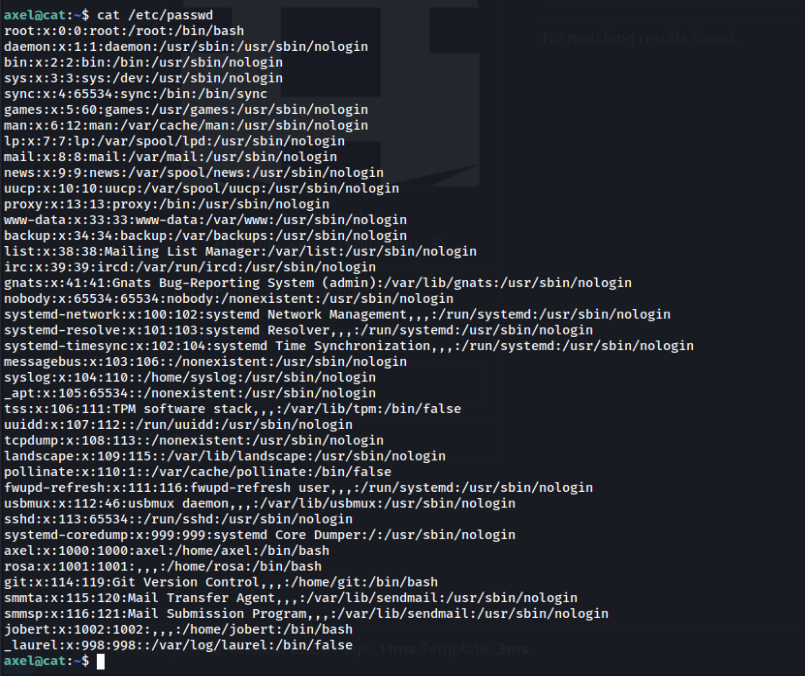 No matching results found.
axel@cat:~$ cat /etc/passwd
root:x:0:0:root:/root:/bin/bash
daemon:x:1:1:daemon:/usr/sbin:/usr/sbin/nologin
bin:x:2:2:bin:/bin:/usr/sbin/nologin
sys:x:3:3:sys:/dev:/usr/sbin/nologin
sync:x:4:65534:sync:/bin:/bin/sync
games:x:5:60:games:/usr/games:/usr/sbin/nologin
man:x:6:12:man:/var/cache/man:/usr/sbin/nologin
lp:x:7:7:lp:/var/spool/lpd:/usr/sbin/nologin
mail:x:8:8:mail:/var/mail:/usr/sbin/nologin
news:x:9:9:news:/var/spool/news:/usr/sbin/nologin
uucp:x:10:10:uucp:/var/spool/uucp:/usr/sbin/nologin
proxy:x:13:13:proxy:/bin:/usr/sbin/nologin
www-data:x:33:33:www-data:/var/www:/usr/sbin/nologin
backup:x:34:34:backup:/var/backups:/usr/sbin/nologin
list:x:38:38:Mailing List Manager:/var/list:/usr/sbin/nologin
irc:x:39:39:ircd:/var/run/ircd:/usr/sbin/nologin
gnats:x:41:41:Gnats Bug-Reporting System (admin):/var/lib/gnats:/usr/sbin/nologin
nobody:x:65534:65534:nobody:/nonexistent:/usr/sbin/nologin
systemd-network:x:100:102:systemd Network Management,,,:/run/systemd:/usr/sbin/nologin
systemd-resolve:x:101:103:systemd Resolver,,,:/run/systemd:/usr/sbin/nologin
systemd-timesync:x:102:104:systemd Time Synchronization,,,:/run/systemd:/usr/sbin/nologin
messagebus:x:103:106::/nonexistent:/usr/sbin/nologin
syslog:x:104:110::/home/syslog:/usr/sbin/nologin
_apt:x:105:65534::/nonexistent:/usr/sbin/nologin
tss:x:106:111:TPM software stack,,,:/var/lib/tpm:/bin/false
uuidd:x:107:112::/run/uuidd:/usr/sbin/nologin
tcpdump:x:108:113::/nonexistent:/usr/sbin/nologin
landscape:x:109:115::/var/lib/landscape:/usr/sbin/nologin
pollinate:x:110:1::/var/cache/pollinate:/bin/false
fwupd-refresh:x:111:116:fwupd-refresh user,,,:/run/systemd:/usr/sbin/nologin
usbmux:x:112:46:usbmux daemon,,,:/var/lib/usbmux:/usr/sbin/nologin
sshd:x:113:65534::/run/sshd:/usr/sbin/nologin
systemd-coredump:x:999:999:systemd Core Dumper:/:/usr/sbin/nologin
axel:x:1000:1000:axel:/home/axel:/bin/bash
rosa:x:1001:1001:,,,:/home/rosa:/bin/bash
git:x:114:119:Git Version Control,,,:/home/git:/bin/bash
smmta:x:115:120:Mail Transfer Agent,,,:/var/lib/sendmail:/usr/sbin/nologin
smmsp:x:116:121:Mail Submission Program,,,:/var/lib/sendmail:/usr/sbin/nologin
jobert:x:1002:1002:,,,:/home/jobert:/bin/bash
_laurel:x:998:998::/var/log/laurel:/bin/false
11ms Template: 3ms
axel@cat:~$